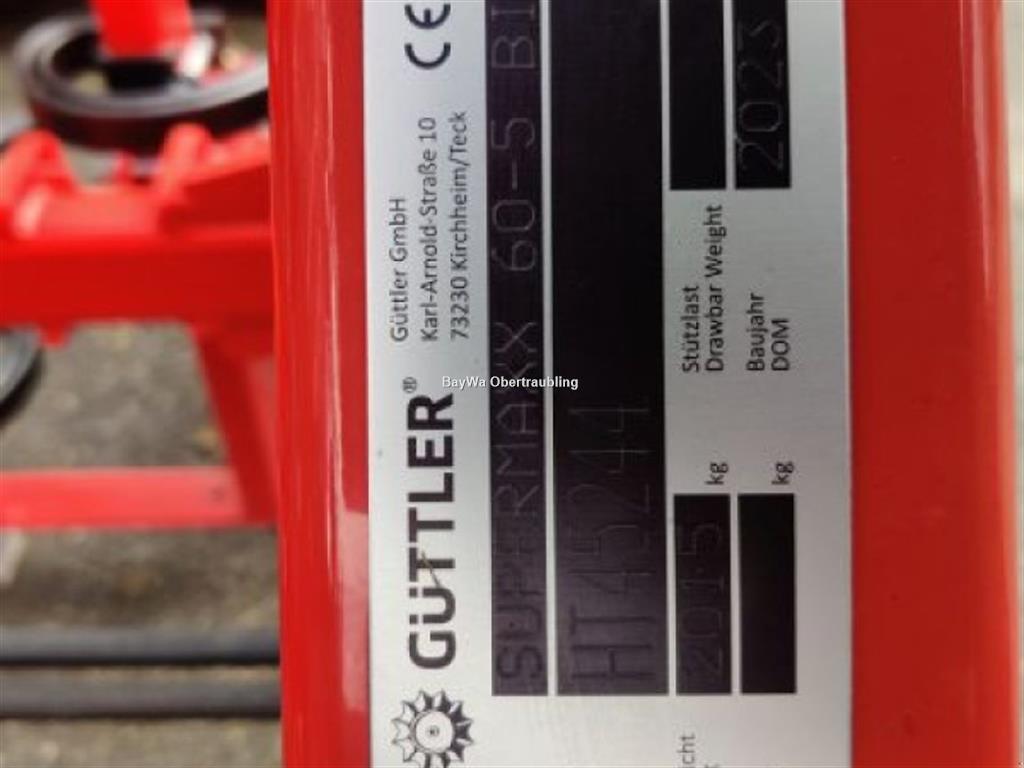 GÜTTLER®
Güttler GmbH
Karl-Arnold-Straße 10
73230 Kirchheim/Teck
CE
SUPERMAXX 60-5 BI
HT45244
2015 kg
Stützlast
Drawbar Weight
kg
Baujahr
DOM
2023
BayWa Obertraubling